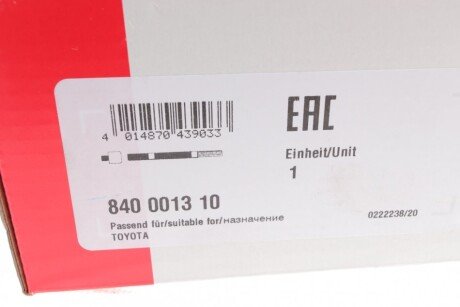 EAC
4 014870 439033
Einheit/Unit
1
840 0013 10
Passend für/suitable for/назначение
TOYOTA
0222238/20